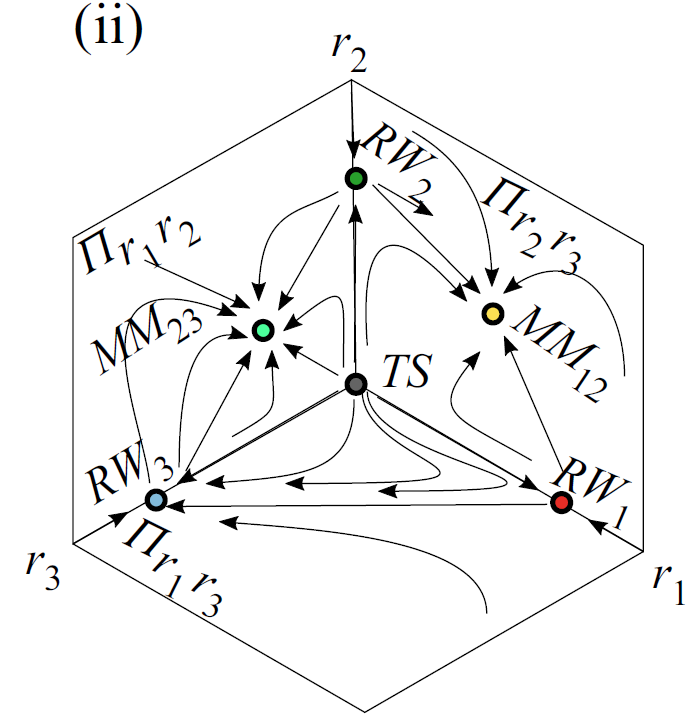 (ii)
r2
RW2
Πr2r3
Πr1r2
MM23
MM12
TS
RW3
RW1
Πr1r3
r3
r1